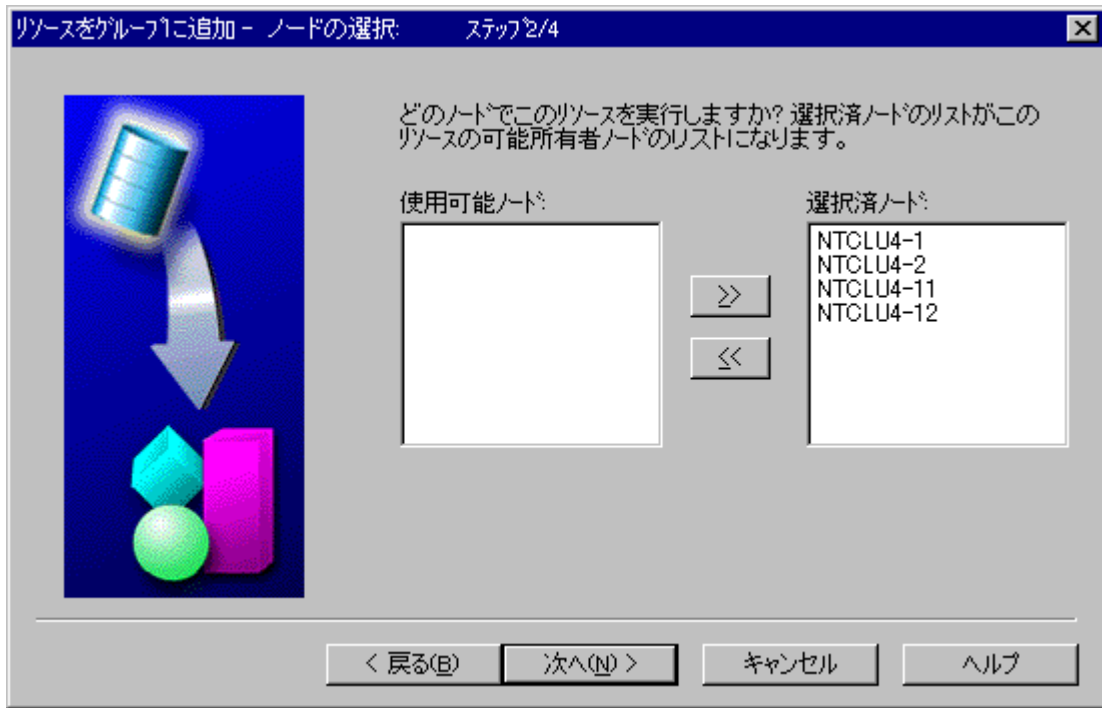 リソースをグループに追加 - ノードの選択: ステップ2/4
どのノードでこのリソースを実行しますか? 選択済ノードのリストがこの
リソースの可能所有者ノードのリストになります。
使用可能ノード:
選択済ノード:
NTCLU4-1
NTCLU4-2
NTCLU4-11
NTCLU4-12
>>
<<
< 戻る(B)
次へ(N) >
キャンセル
ヘルプ